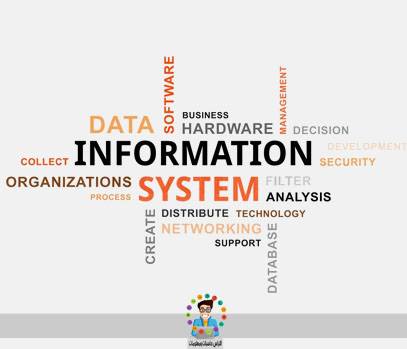 SOFTWARE
MANAGEMENT
BUSINESS
DATA
HARDWARE
DECISION
DEVELOPMENT
INFORMATION
COLLECT
SECURITY
ORGANIZATIONS
SYSTEM
FILTER
PROCESS
ANALYSIS
CREATE
DISTRIBUTE
TECHNOLOGY
NETWORKING
DATABASE
SUPPORT